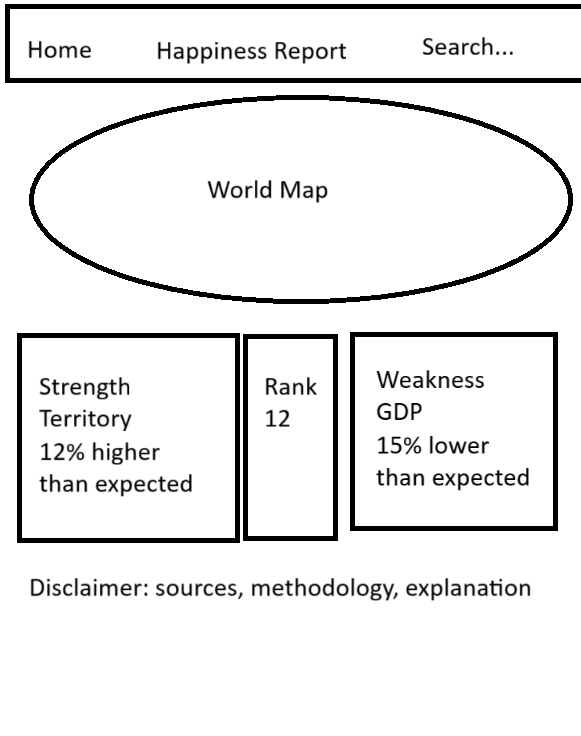 Home Happiness Report Search...
World Map
Strength
Territory
12% higher
than expected
Rank
12
Weakness
GDP
15% lower
than expected
Disclaimer: sources, methodology, explanation